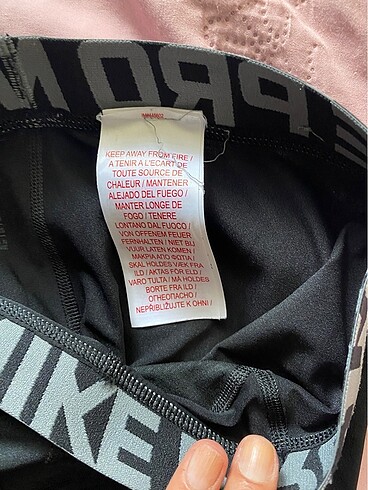 PRO
KEEP AWAY FROM FIRE /
A TENIR A L'ECART DE
TOUTE SOURCE DE
CHALEUR / MANTENER
ALEJADO DEL FUEGO /
MANTER LONGE DE
FOGO / TENERE
LONTANO DAL FUOCO /
VON OFFENEM FEUER
FERNHALTEN / NIET BIJ
VUUR LATEN KOMEN /
ΜΑΚΡΙΑΑΠΟ ΦΩΤΙΑ /
SKAL HOLDES VÆK FRA
ILD / AKTAS FÖR ELD /
VARO TULTA / MÅ HOLDES
BORTE FRA ILD /
ОГНЕОПАСНО /
NEPŘIBLIŽUJTE K OHNI /
NIKE